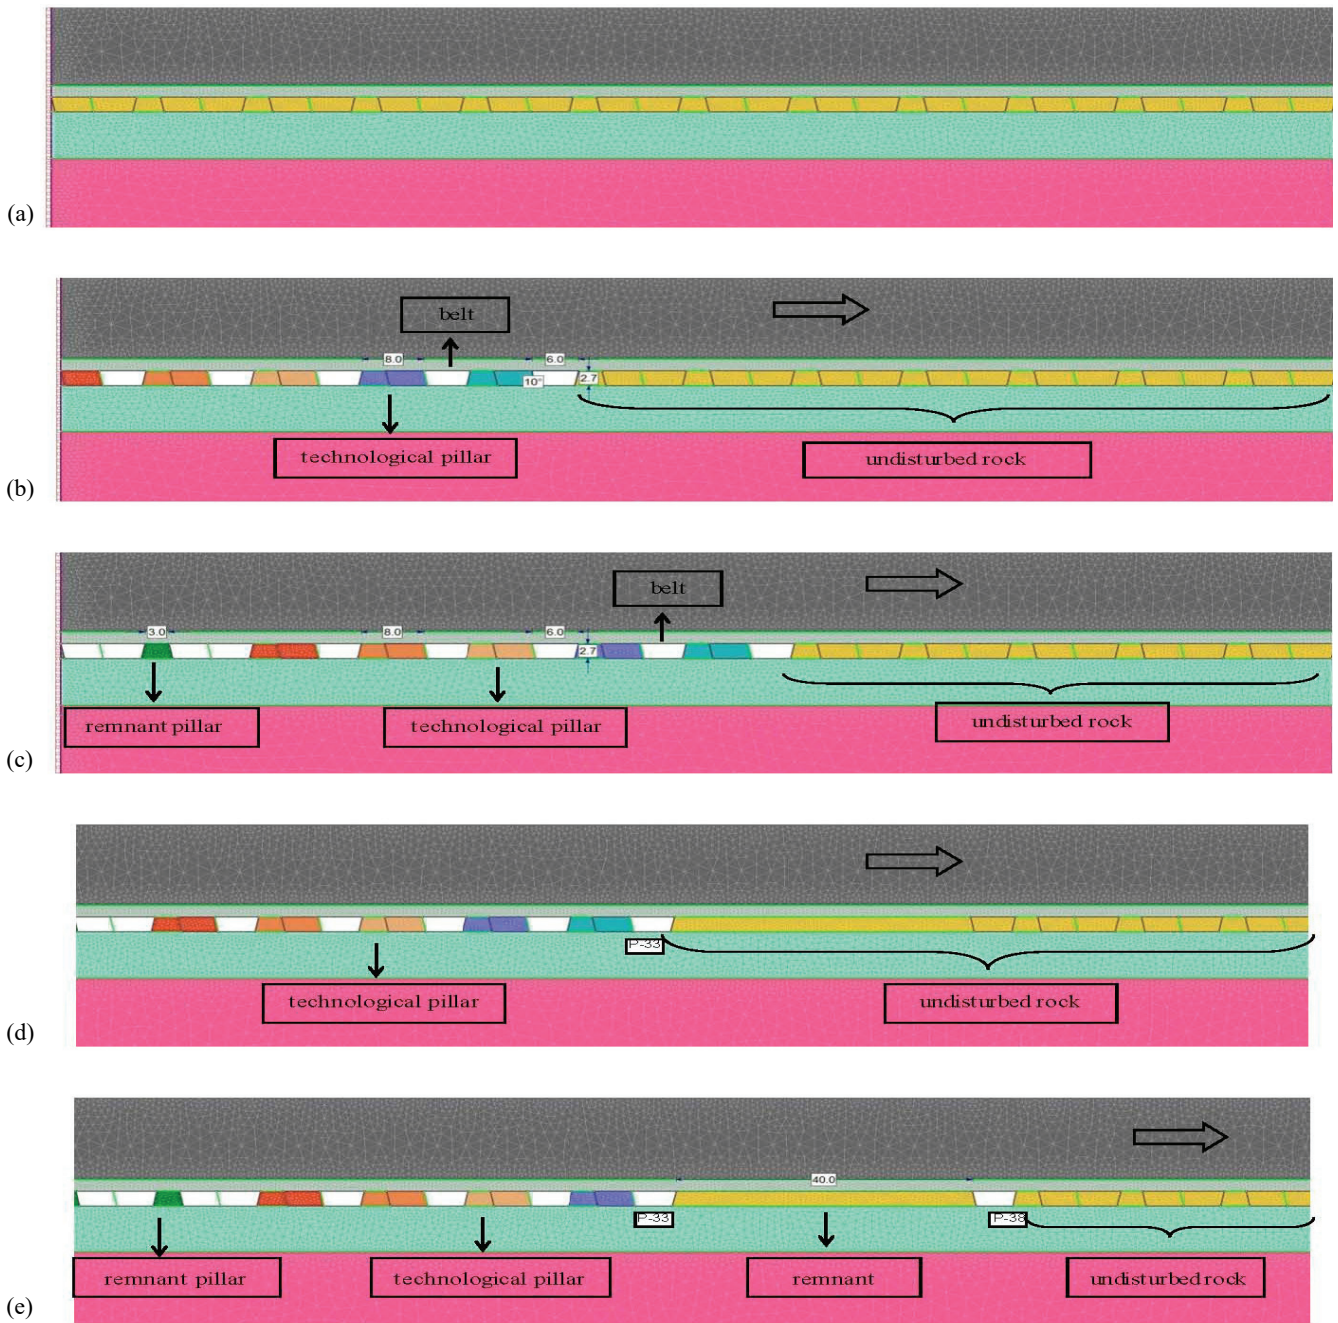 (a)
belt
8.0
6.0
10°
2.7
technological pillar
undisturbed rock
(b)
belt
3.0
8.0
6.0
2.7
remnant pillar
technological pillar
undisturbed rock
(c)
P-33
technological pillar
undisturbed rock
(d)
40.0
P-33
P-38
remnant pillar
technological pillar
remnant
undisturbed rock
(e)